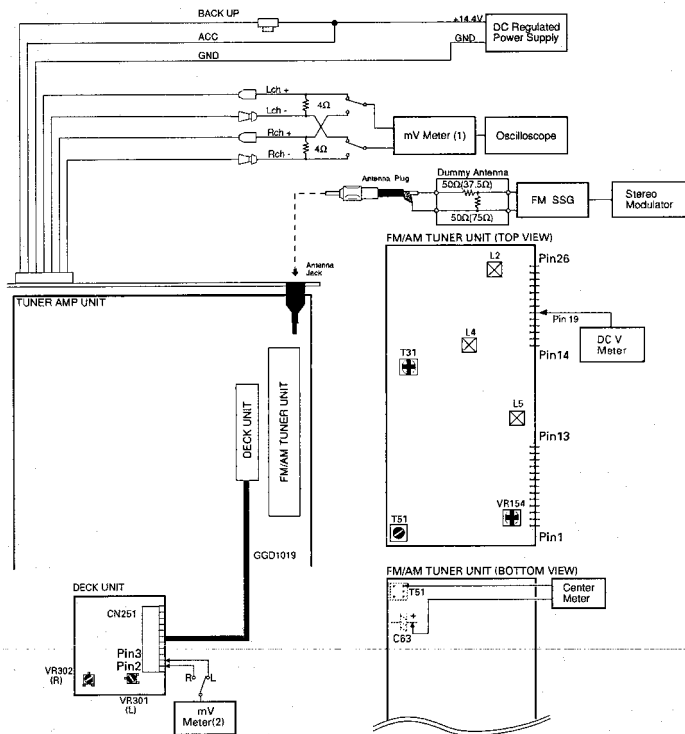 BACK UP
+14.4V
DC Regulated
Power Supply
ACC
GND
GND
Lch +
4Ω
Lch -
Rch +
4Ω
Rch -
mV Meter (1)
Oscilloscope
Antenna Plug
Dummy Antenna
50Ω(37.5Ω)
50Ω(75Ω)
FM SSG
Stereo
Modulator
Antenna
Jack
TUNER AMP UNIT
DECK UNIT
FM/AM TUNER UNIT
GGD1019
FM/AM TUNER UNIT (TOP VIEW)
L2
Pin26
Pin 19
DC V
Meter
L4
T31
Pin14
L5
Pin13
VR154
T51
Pin1
DECK UNIT
CN251
Pin3
Pin2
VR302
(R)
VR301
(L)
R
L
mV
Meter(2)
FM/AM TUNER UNIT (BOTTOM VIEW)
T51
+
C63
Center
Meter